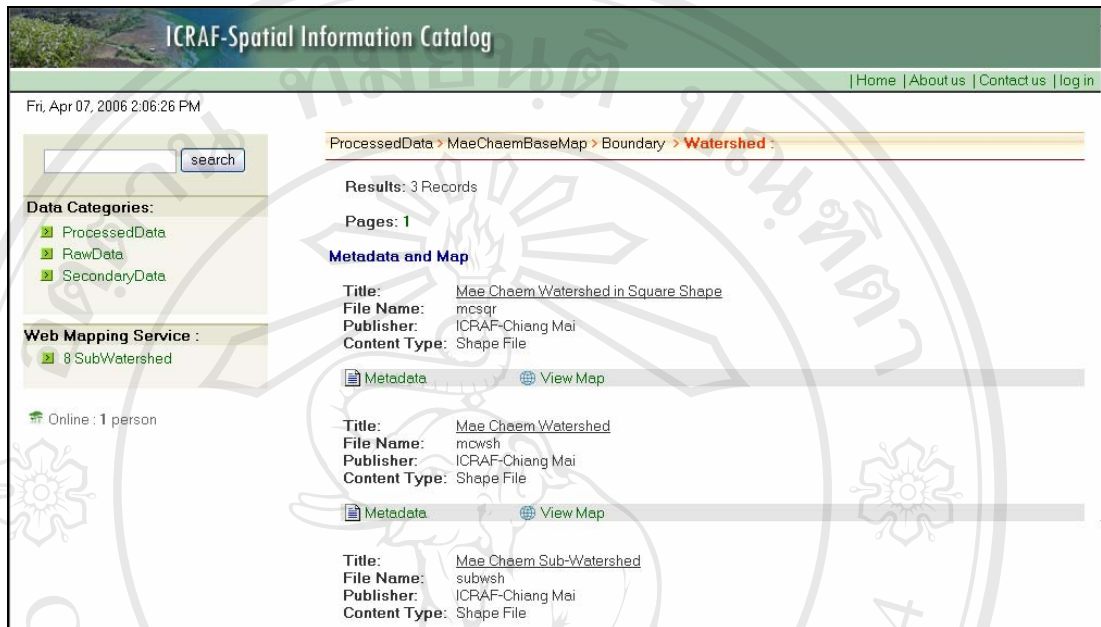 ICRAF-Spatial Information Catalog
| Home | About us | Contact us | log in
Fri, Apr 07, 2006 2:06:26 PM
search
Data Categories:
ProcessedData
RawData
SecondaryData
Web Mapping Service :
8 SubWatershed
Online : 1 person
ProcessedData > MaeChaemBaseMap > Boundary > Watershed :
Results: 3 Records
Pages: 1
Metadata and Map
Title: Mae Chaem Watershed in Square Shape
File Name: mcsqr
Publisher: ICRAF-Chiang Mai
Content Type: Shape File
Metadata View Map
Title: Mae Chaem Watershed
File Name: mcwsh
Publisher: ICRAF-Chiang Mai
Content Type: Shape File
Metadata View Map
Title: Mae Chaem Sub-Watershed
File Name: subwsh
Publisher: ICRAF-Chiang Mai
Content Type: Shape File